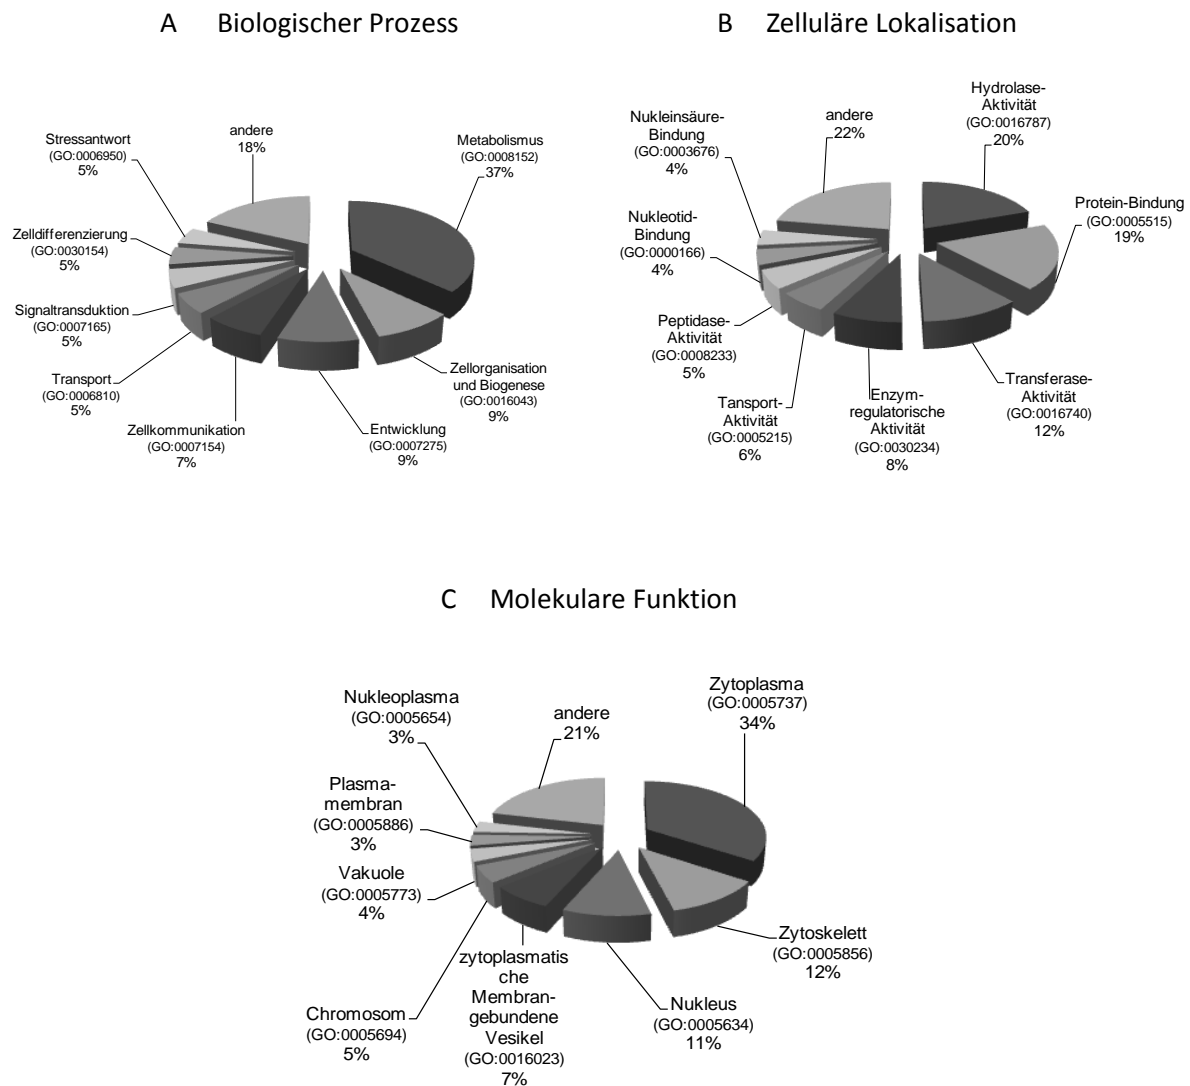 A Biologischer Prozess
andere
18%
Metabolismus
(GO:0008152)
37%
Zellorganisation
und Biogenese
(GO:0016043)
9%
Entwicklung
(GO:0007275)
9%
Zellkommunikation
(GO:0007154)
7%
Transport
(GO:0006810)
5%
Signaltransduktion
(GO:0007165)
5%
Zelldifferenzierung
(GO:0030154)
5%
Stressantwort
(GO:0006950)
5%
B Zelluläre Lokalisation
andere
22%
Hydrolase-
Aktivität
(GO:0016787)
20%
Protein-Bindung
(GO:0005515)
19%
Transferase-
Aktivität
(GO:0016740)
12%
Enzym-
regulatorische
Aktivität
(GO:0030234)
8%
Tansport-
Aktivität
(GO:0005215)
6%
Peptidase-
Aktivität
(GO:0008233)
5%
Nukleotid-
Bindung
(GO:0000166)
4%
Nukleinsäure-
Bindung
(GO:0003676)
4%
C Molekulare Funktion
andere
21%
Zytoplasma
(GO:0005737)
34%
Zytoskelett
(GO:0005856)
12%
Nukleus
(GO:0005634)
11%
zytoplasmatis
che
Membran-
gebundene
Vesikel
(GO:0016023)
7%
Chromosom
(GO:0005694)
5%
Vakuole
(GO:0005773)
4%
Plasma-
membran
(GO:0005886)
3%
Nukleoplasma
(GO:0005654)
3%